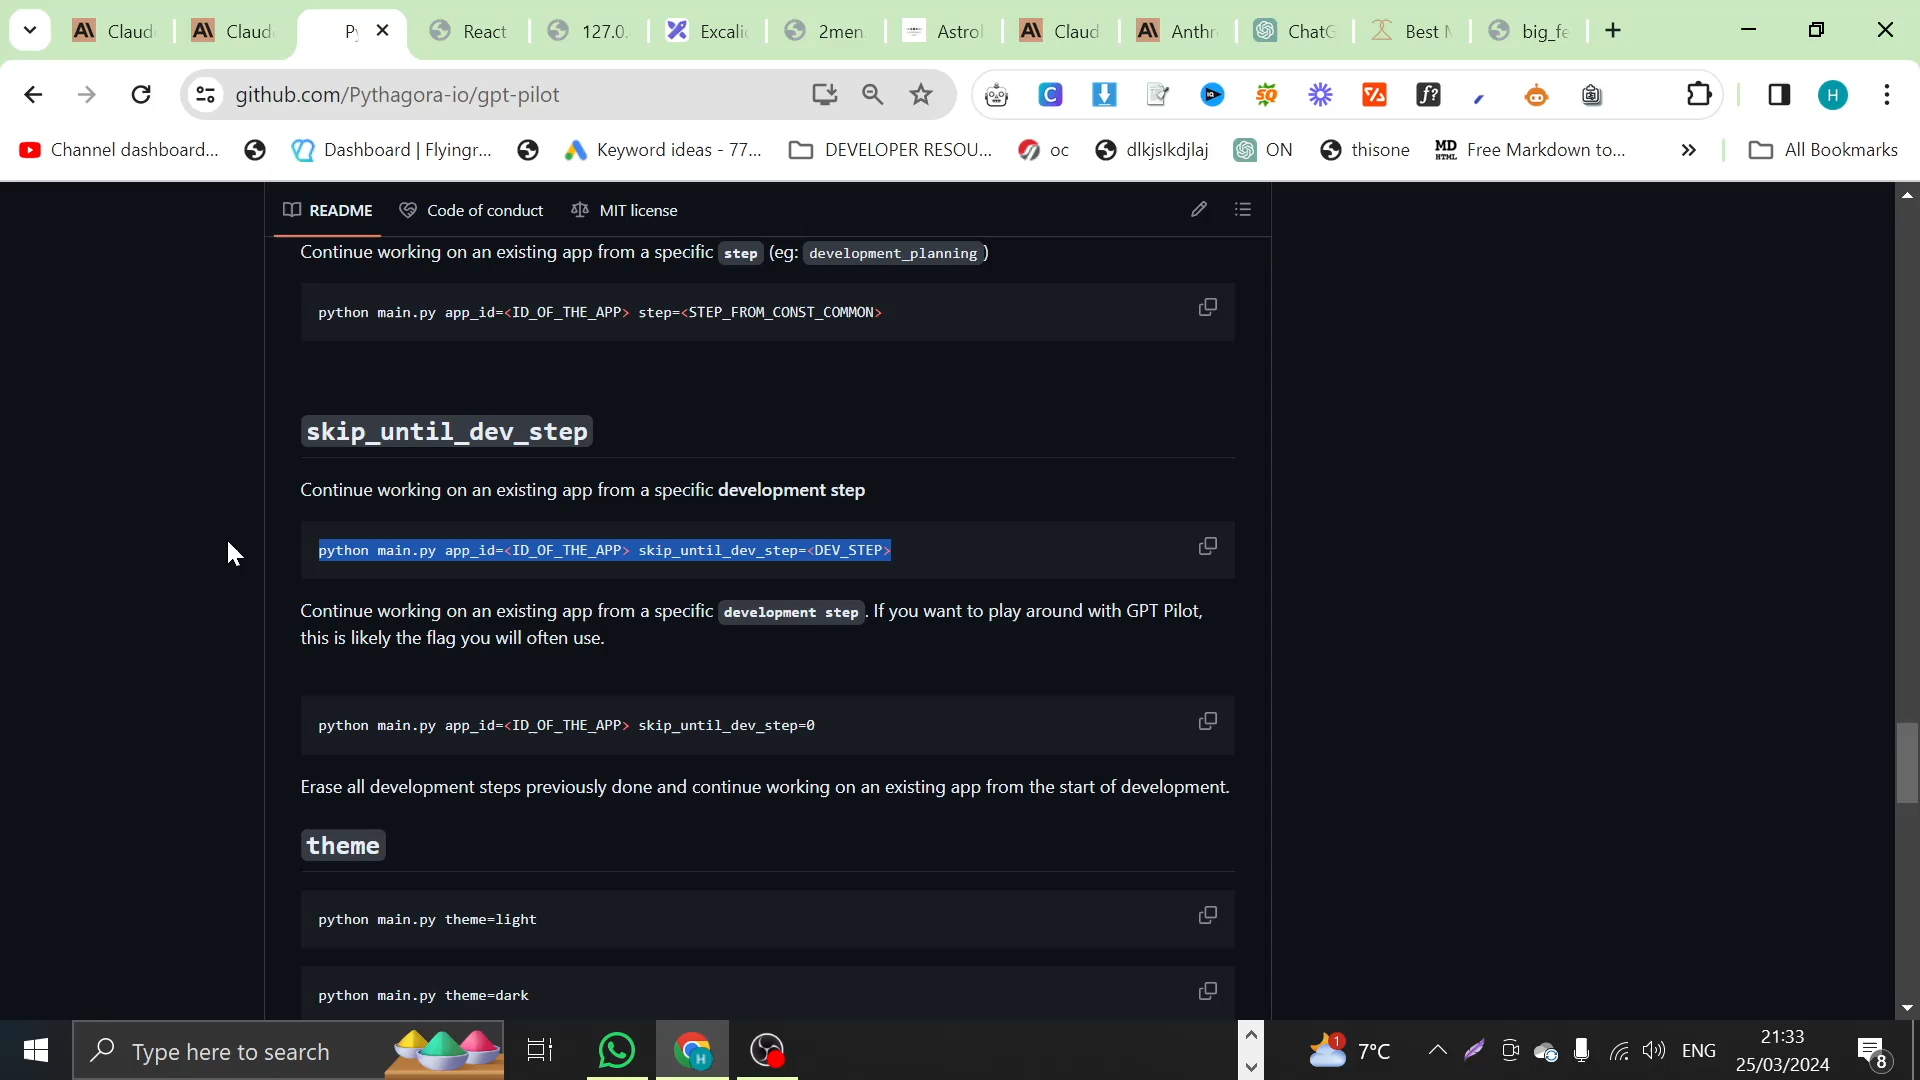 Claud
Claud
Py
React
127.0.
Excali
2men.
Astrol
Claud
Anthr
ChatG
Best M
big_fe
github.com/Pythagora-io/gpt-pilot
H
Channel dashboard...
Dashboard | Flyingr...
Keyword ideas - 77...
DEVELOPER RESOU...
oc
dlkjslkdjlaj
ON
thisone
Free Markdown to...
All Bookmarks
README
Code of conduct
MIT license
Continue working on an existing app from a specific step (eg: development_planning)
python main.py app_id=<ID_OF_THE_APP> step=<STEP_FROM_CONST_COMMON>
skip_until_dev_step
Continue working on an existing app from a specific development step
python main.py app_id=<ID_OF_THE_APP> skip_until_dev_step=<DEV_STEP>
Continue working on an existing app from a specific development step. If you want to play around with GPT Pilot,
this is likely the flag you will often use.
python main.py app_id=<ID_OF_THE_APP> skip_until_dev_step=0
Erase all development steps previously done and continue working on an existing app from the start of development.
theme
python main.py theme=light
python main.py theme=dark
Type here to search
1
7°C
ENG
21:33
25/03/2024
8